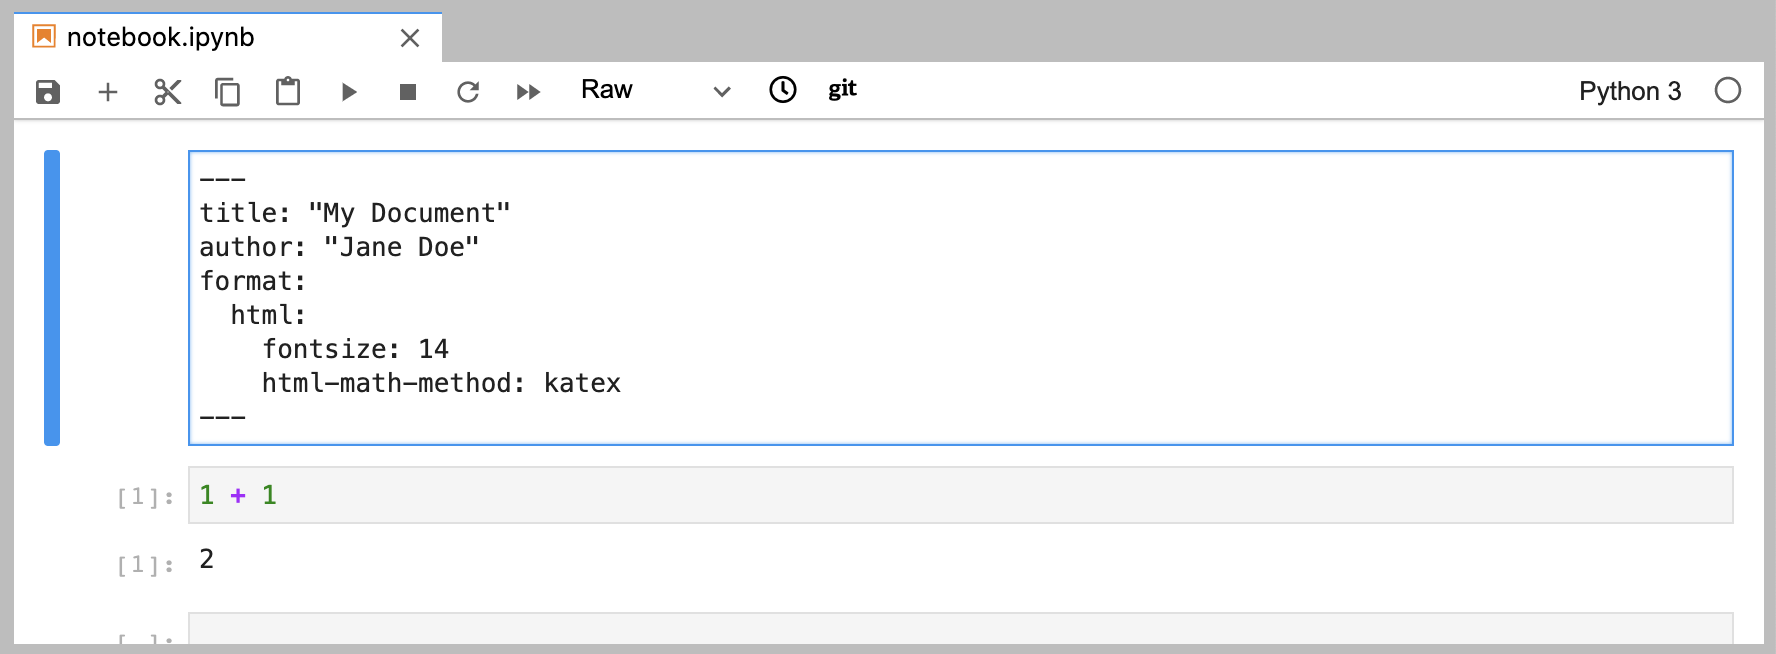 notebook.ipynb
Raw git Python 3
---
title: "My Document"
author: "Jane Doe"
format:
  html:
    fontsize: 14
    html-math-method: katex
---
[1]: 1 + 1
[1]: 2
[ ]: